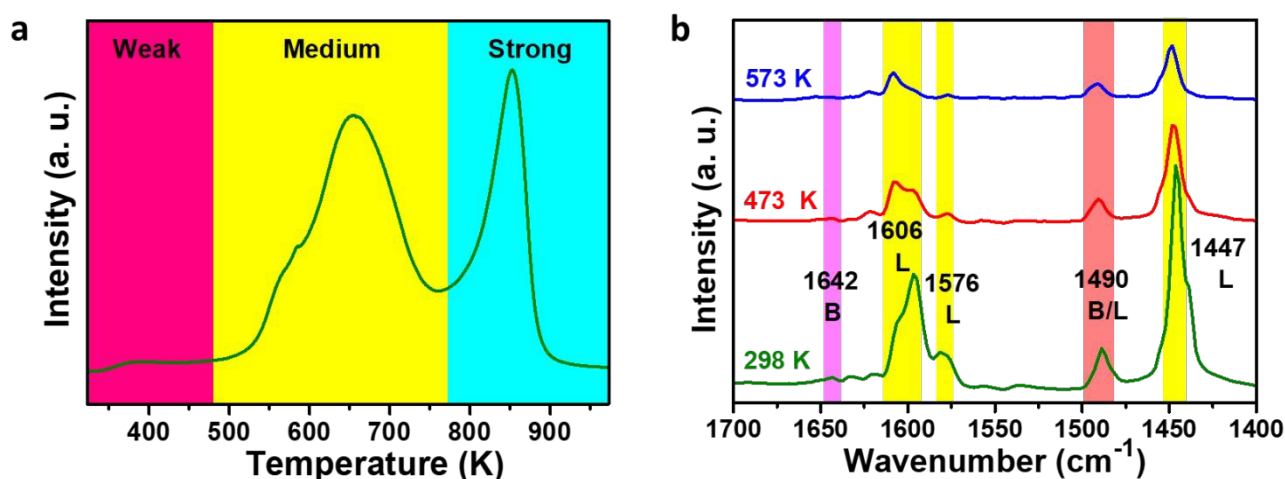 a
Weak Medium Strong
Intensity (a. u.)
400 500 600 700 800 900
Temperature (K)
b
573 K
473 K
298 K
1642
B
1606
L
1576
L
1490
B/L
1447
L
Intensity (a. u.)
1700 1650 1600 1550 1500 1450 1400
Wavenumber (cm⁻¹)